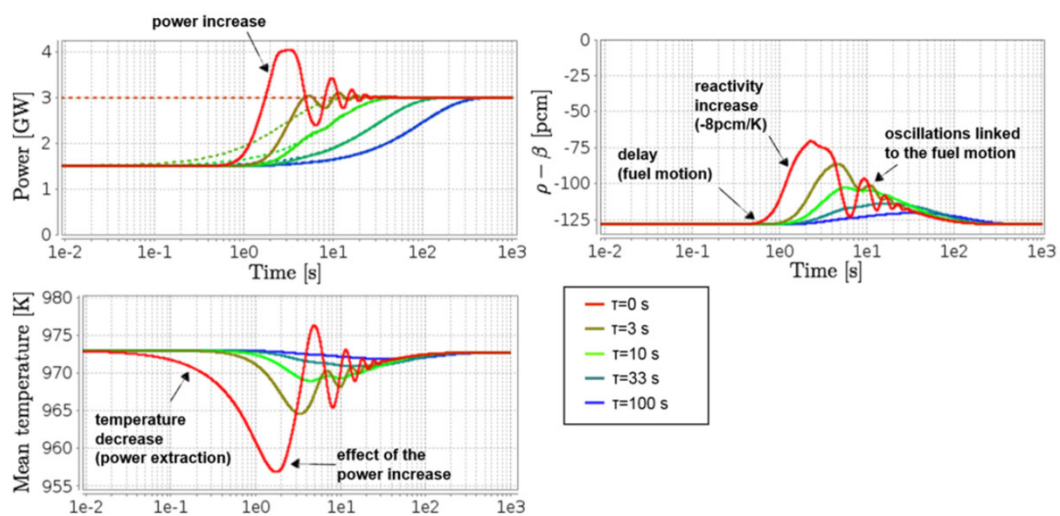 power increase
4
3
2
1
0
Power [GW]
1e-2 1e-1 1e0 1e1 1e2 1e3
Time [s]
0
-25
-50
-75
-100
-125
ρ − β [pcm]
reactivity
increase
(-8pcm/K)
delay
(fuel motion)
oscillations linked
to the fuel motion
1e-2 1e-1 1e0 1e1 1e2 1e3
Time [s]
980
975
970
965
960
955
Mean temperature [K]
temperature
decrease
(power extraction)
effect of the
power increase
1e-2 1e-1 1e0 1e1 1e2 1e3
τ=0 s
τ=3 s
τ=10 s
τ=33 s
τ=100 s